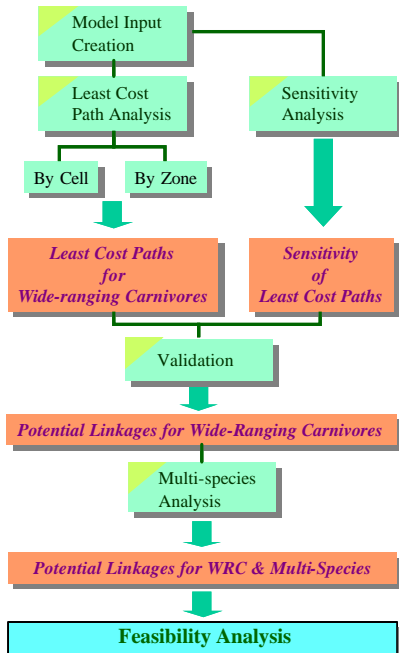 Model Input
Creation
Least Cost
Path Analysis
Sensitivity
Analysis
By Cell
By Zone
Least Cost Paths
for
Wide-ranging Carnivores
Sensitivity
of
Least Cost Paths
Validation
Potential Linkages for Wide-Ranging Carnivores
Multi-species
Analysis
Potential Linkages for WRC & Multi-Species
Feasibility Analysis